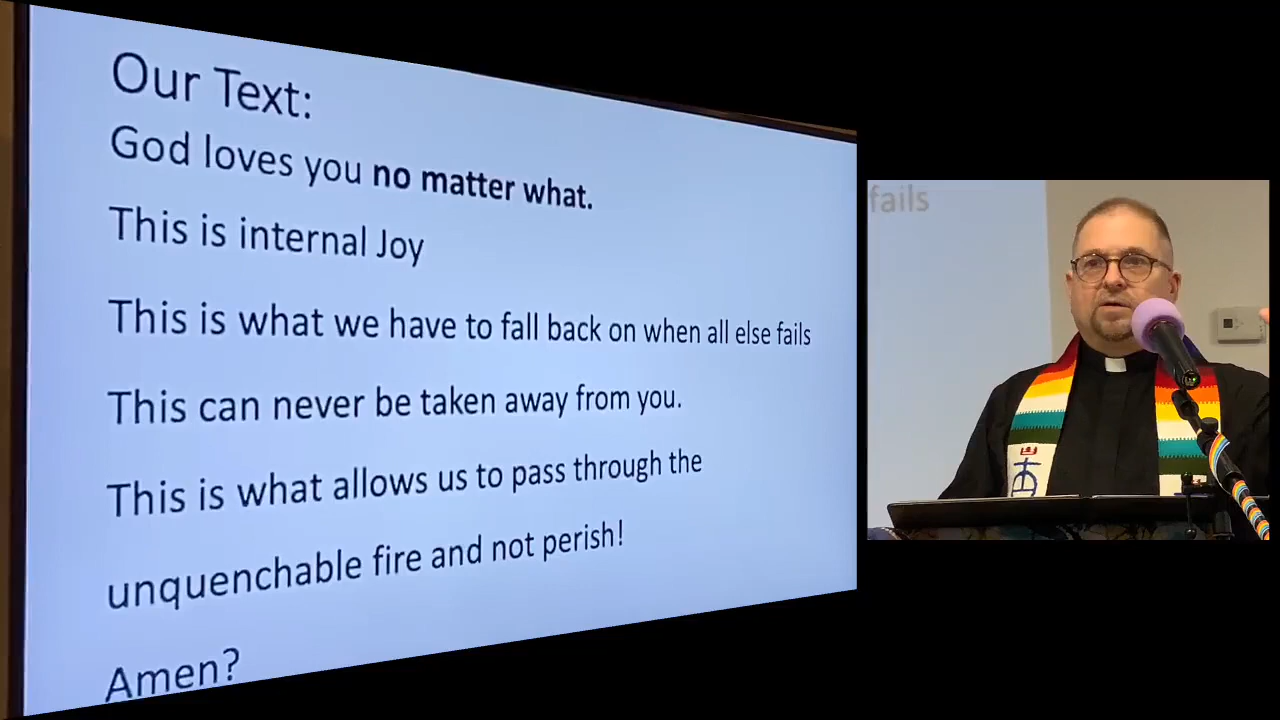 Our Text:
God loves you no matter what.
This is internal Joy
This is what we have to fall back on when all else fails
This can never be taken away from you.
This is what allows us to pass through the
unquenchable fire and not perish!
Amen?
fails